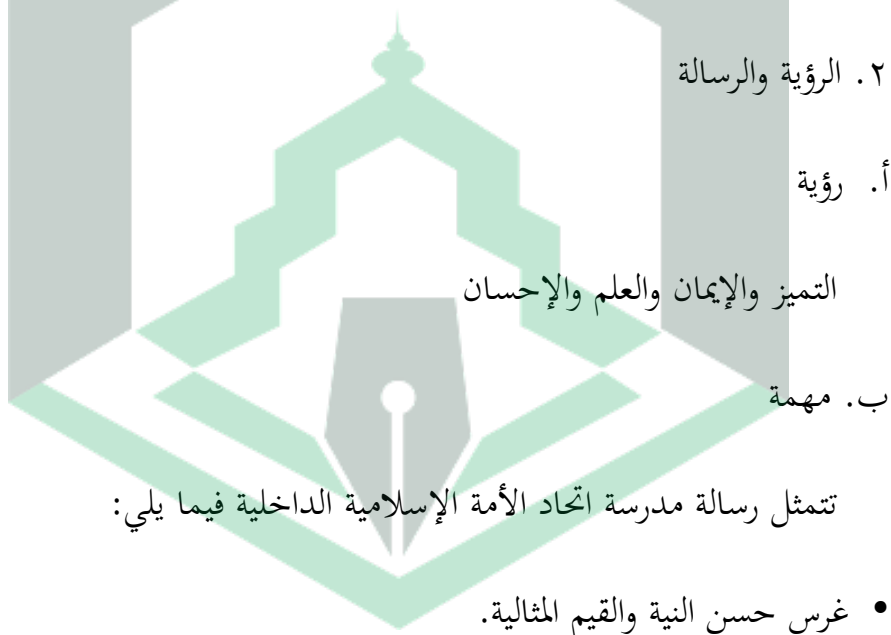 ٢. الرؤية والرسالة
أ. رؤية
التميز والإيمان والعلم والإحسان
ب. مهمة
تتمثل رسالة مدرسة اتحاد الأمة الإسلامية الداخلية فيما يلي:
• غرس حسن النية والقيم المثالية.